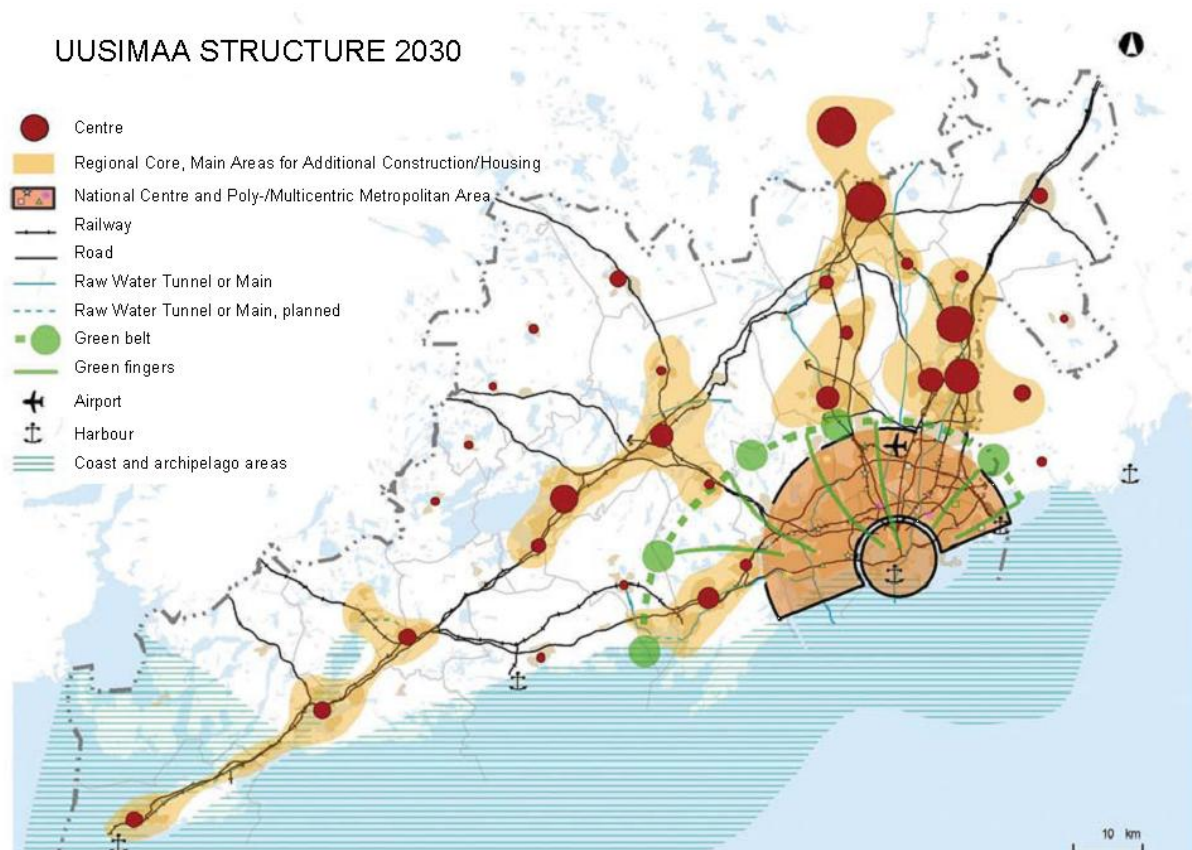 UUSIMAA STRUCTURE 2030
Centre
Regional Core, Main Areas for Additional Construction/Housing
National Centre and Poly-/Multicentric Metropolitan Area
Railway
Road
Raw Water Tunnel or Main
Raw Water Tunnel or Main, planned
Green belt
Green fingers
Airport
Harbour
Coast and archipelago areas
10 km